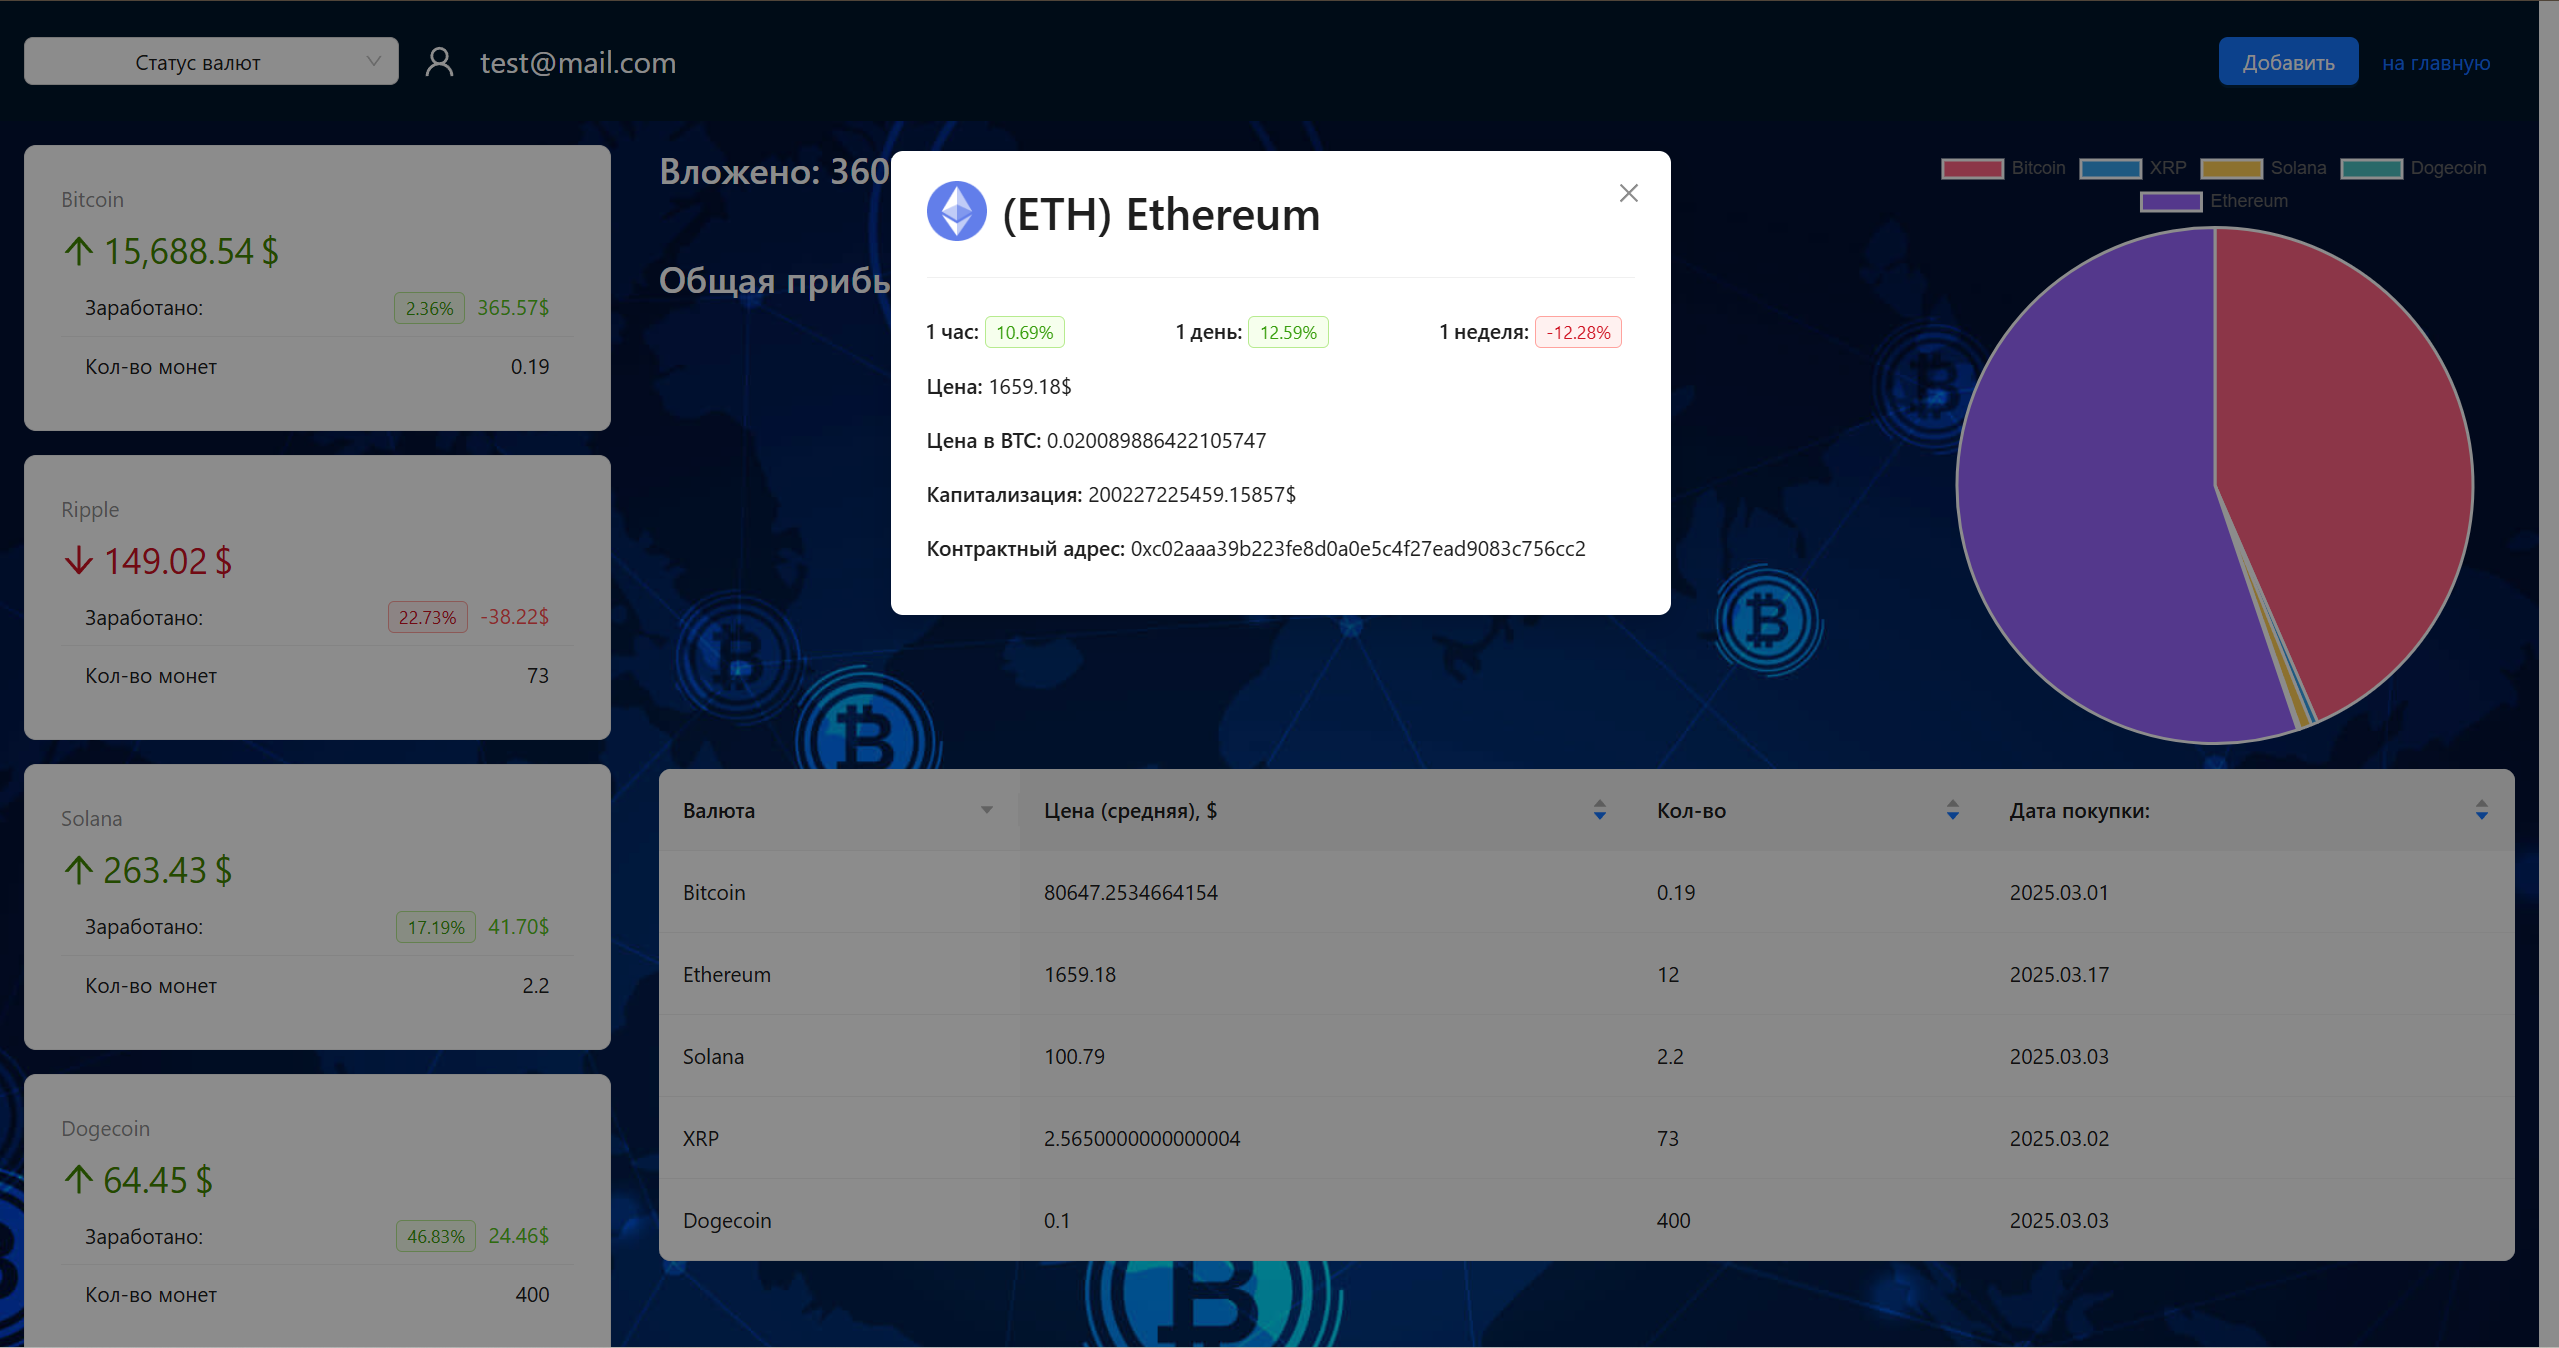 Статус валют
test@mail.com
Добавить
на главную
Bitcoin
15,688.54 $
Заработано: 2.36% 365.57$
Кол-во монет 0.19
Ripple
149.02 $
Заработано: 22.73% -38.22$
Кол-во монет 73
Solana
263.43 $
Заработано: 17.19% 41.70$
Кол-во монет 2.2
Dogecoin
64.45 $
Заработано: 46.83% 24.46$
Кол-во монет 400
Вложено: 360
Общая прибы
(ETH) Ethereum
1 час: 10.69% 1 день: 12.59% 1 неделя: -12.28%
Цена: 1659.18$
Цена в BTC: 0.020089886422105747
Капитализация: 200227225459.15857$
Контрактный адрес: 0xc02aaa39b223fe8d0a0e5c4f27ead9083c756cc2
Bitcoin XRP Solana Dogecoin
Ethereum
Валюта Цена (средняя), $ Кол-во Дата покупки:
Bitcoin 80647.2534664154 0.19 2025.03.01
Ethereum 1659.18 12 2025.03.17
Solana 100.79 2.2 2025.03.03
XRP 2.5650000000000004 73 2025.03.02
Dogecoin 0.1 400 2025.03.03